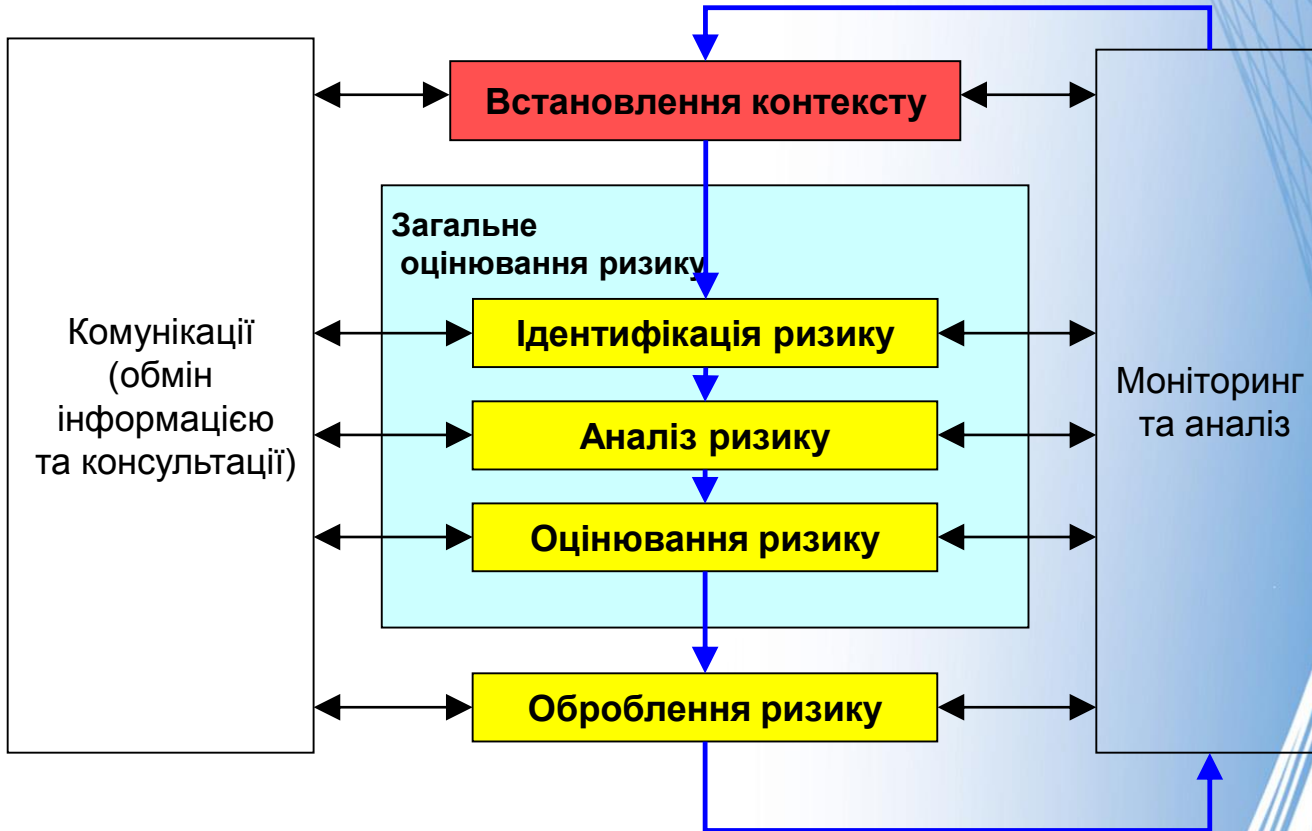 Встановлення контексту
Загальне
оцінювання ризику
Комунікації
(обмін
інформацією
та консультації)
Ідентифікація ризику
Аналіз ризику
Оцінювання ризику
Оброблення ризику
Моніторинг
та аналіз